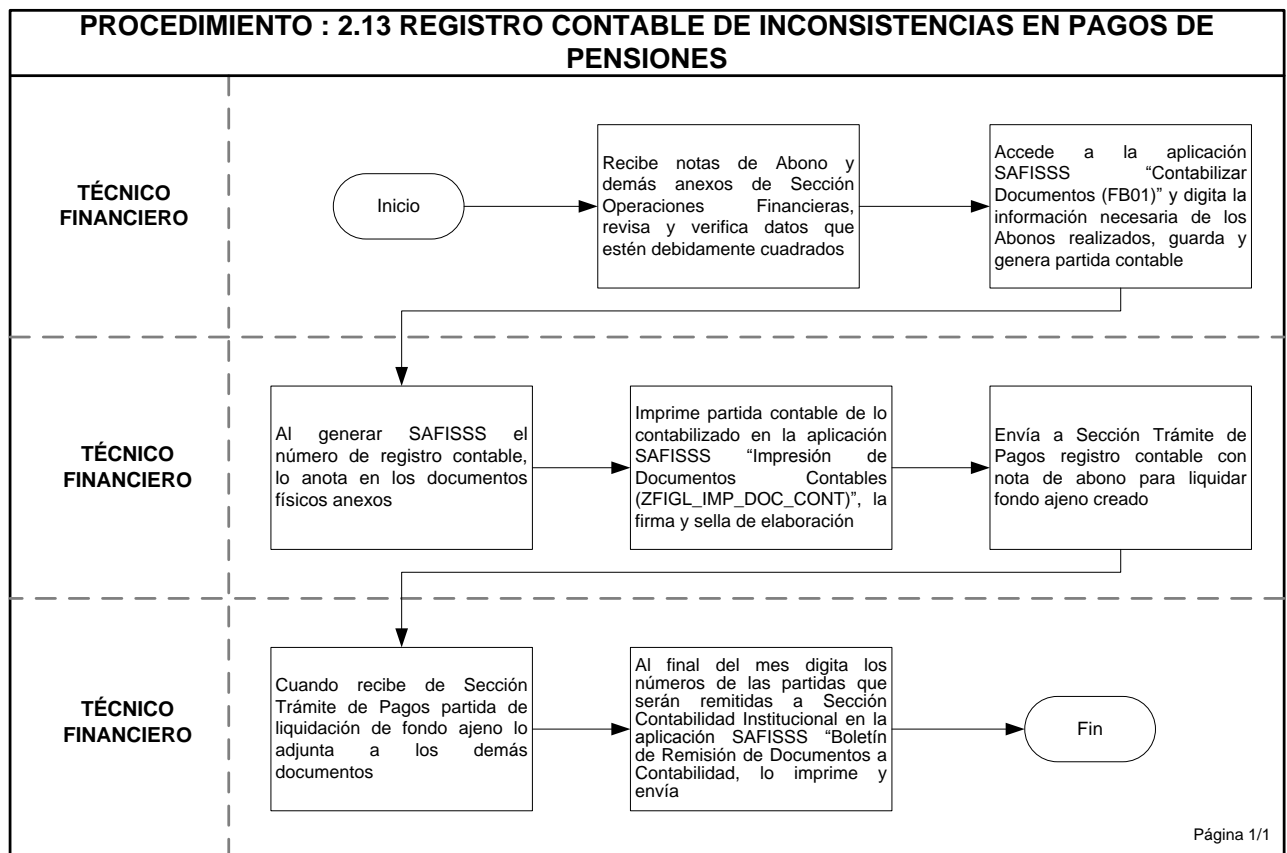 PROCEDIMIENTO : 2.13 REGISTRO CONTABLE DE INCONSISTENCIAS EN PAGOS DE
PENSIONES
TÉCNICO
FINANCIERO
Inicio
Recibe notas de Abono y
demás anexos de Sección
Operaciones Financieras,
revisa y verifica datos que
estén debidamente cuadrados
Accede a la aplicación
SAFISSS “Contabilizar
Documentos (FB01)” y digita la
información necesaria de los
Abonos realizados, guarda y
genera partida contable
TÉCNICO
FINANCIERO
Al generar SAFISSS el
número de registro contable,
lo anota en los documentos
físicos anexos
Imprime partida contable de lo
contabilizado en la aplicación
SAFISSS “Impresión de
Documentos Contables
(ZFIGL_IMP_DOC_CONT)”, la
firma y sella de elaboración
Envía a Sección Trámite de
Pagos registro contable con
nota de abono para liquidar
fondo ajeno creado
TÉCNICO
FINANCIERO
Cuando recibe de Sección
Trámite de Pagos partida de
liquidación de fondo ajeno lo
adjunta a los demás
documentos
Al final del mes digita los
números de las partidas que
serán remitidas a Sección
Contabilidad Institucional en la
aplicación SAFISSS “Boletín
de Remisión de Documentos a
Contabilidad, lo imprime y
envía
Fin
Página 1/1